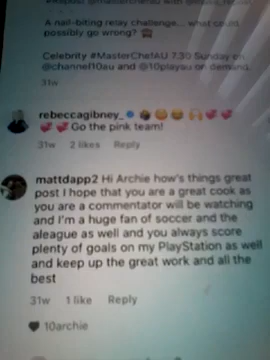 A nail-biting relay challenge... what could
possibly go wrong?
Celebrity #MasterChefAU 7.30 Sunday on
@channel10au and @10playau on demand.
31w
rebeccagibney_
💞 💞 Go the pink team!
31w 2 likes Reply
mattdapp2 Hi Archie how's things great
post I hope that you are a great cook as
you are a commentator will be watching
and I'm a huge fan of soccer and the
aleague as well and you always score
plenty of goals on my PlayStation as well
and keep up the great work and all the
best
31w 1 like Reply
10archie